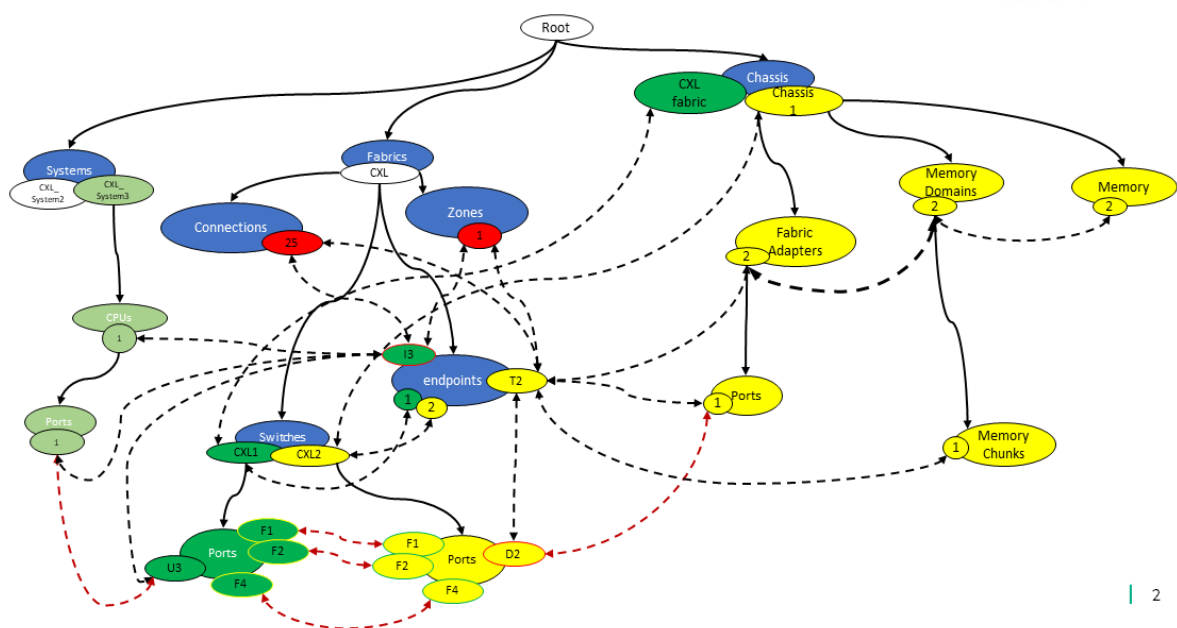 Root
Chassis
CXL
fabric
Chassis
1
Systems
CXL_
System2
CXL_
System3
Fabrics
CXL
Memory
Domains
2
Memory
2
Connections
25
Zones
1
Fabric
Adapters
2
CPUs
1
I3
endpoints
T2
1
2
1
Ports
Ports
1
Switches
CXL1
CXL2
1
Memory
Chunks
F1
Ports
F2
U3
F4
F1
F2
Ports
D2
F4
2